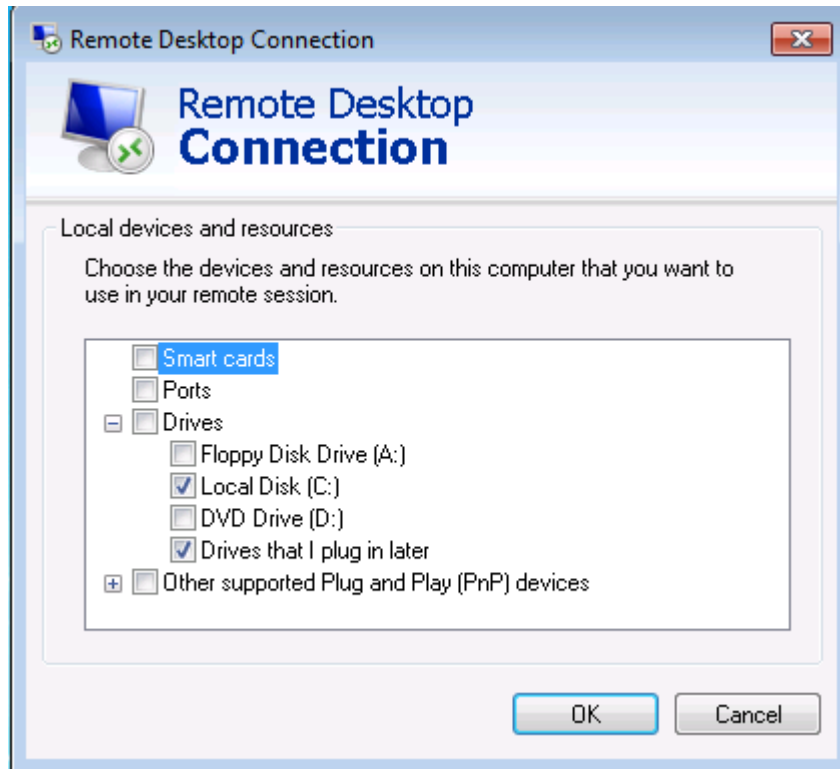 Remote Desktop Connection
Remote Desktop
Connection
Local devices and resources
Choose the devices and resources on this computer that you want to
use in your remote session.
Smart cards
Ports
Drives
Floppy Disk Drive (A:)
Local Disk (C:)
DVD Drive (D:)
Drives that I plug in later
Other supported Plug and Play (PnP) devices
OK Cancel